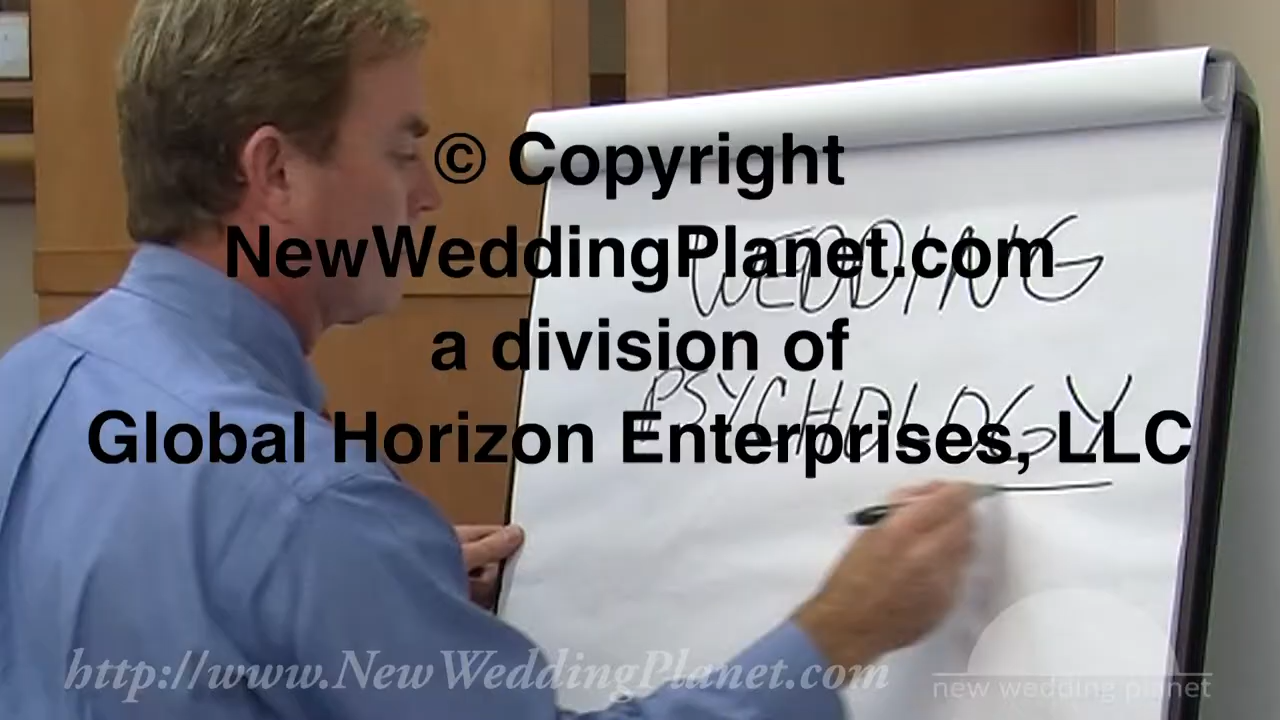 © Copyright
NewWeddingPlanet.com
a division of
Global Horizon Enterprises, LLC
WEDDING
PSYCHOLOGY
http://www.NewWeddingPlanet.com
new wedding planet